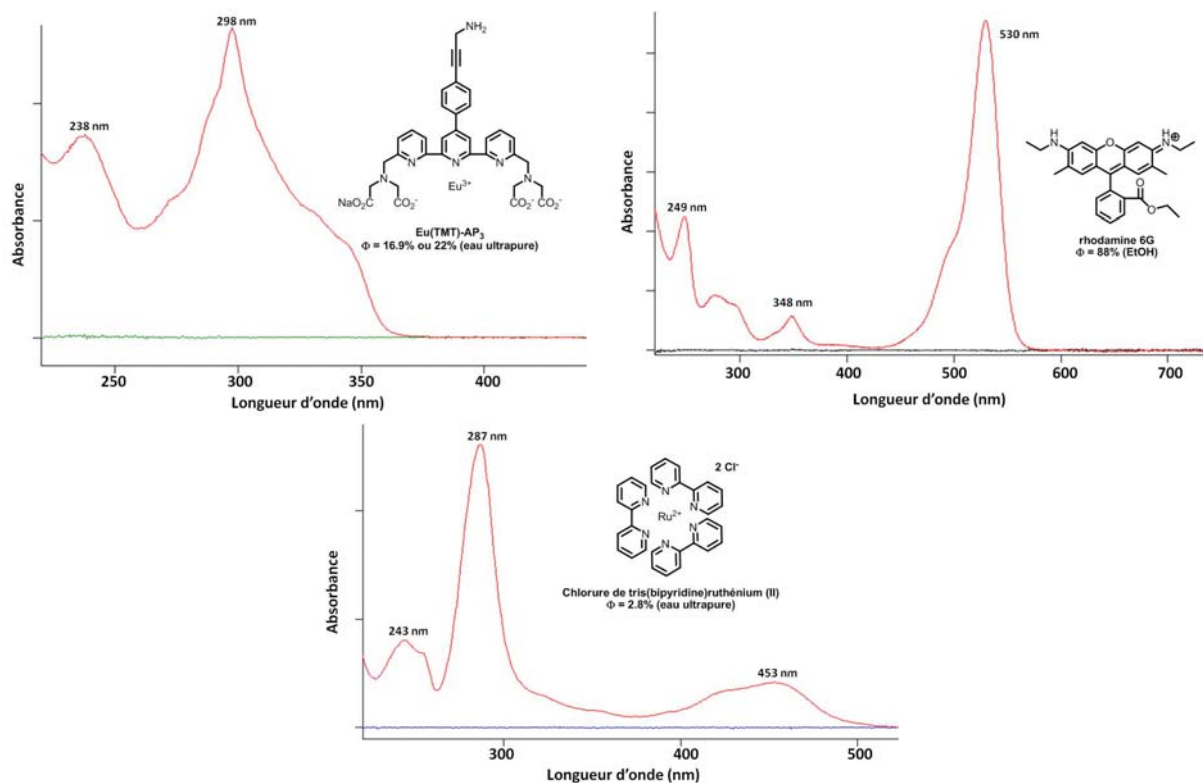 298 nm
238 nm
NH₂
N
N
N
N
N
Eu³⁺
NaO₂C
CO₂⁻
CO₂⁻
CO₂⁻
Eu(TMT)-AP₃
Φ = 16.9% ou 22% (eau ultrapure)
Absorbance
250
300
350
400
Longueur d'onde (nm)
530 nm
249 nm
348 nm
H
N
O
H
N
⊕
O
O
rhodamine 6G
Φ = 88% (EtOH)
Absorbance
300
400
500
600
700
Longueur d'onde (nm)
287 nm
243 nm
453 nm
2 Cl⁻
N
N
N
N
N
N
Ru²⁺
Chlorure de tris(bipyridine)ruthénium (II)
Φ = 2.8% (eau ultrapure)
Absorbance
300
400
500
Longueur d'onde (nm)